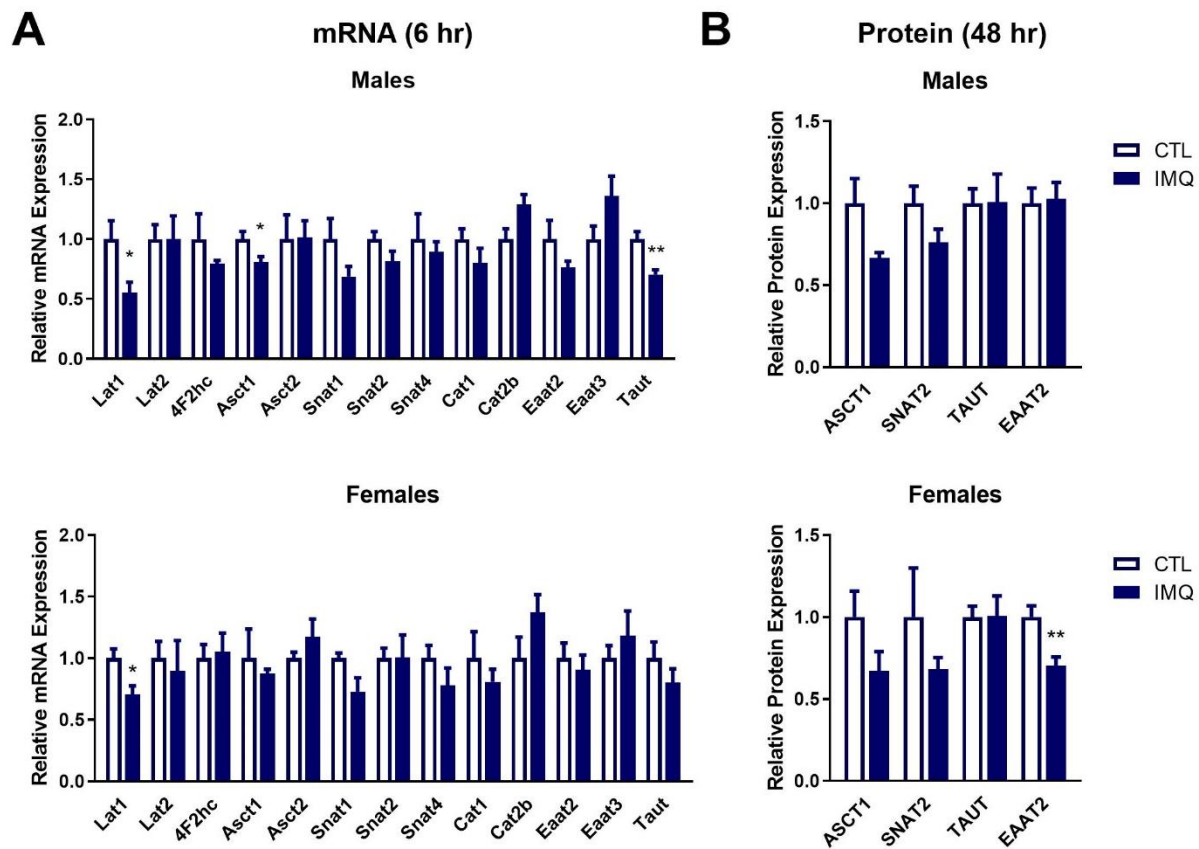 A
mRNA (6 hr)
Males
Relative mRNA Expression
2.0
1.5
1.0
0.5
0.0
*
*
**
Lat1
Lat2
4F2hc
Asct1
Asct2
Snat1
Snat2
Snat4
Cat1
Cat2b
Eaat2
Eaat3
Taut
Females
Relative mRNA Expression
2.0
1.5
1.0
0.5
0.0
*
Lat1
Lat2
4F2hc
Asct1
Asct2
Snat1
Snat2
Snat4
Cat1
Cat2b
Eaat2
Eaat3
Taut
B
Protein (48 hr)
Males
Relative Protein Expression
1.5
1.0
0.5
0.0
ASCT1
SNAT2
TAUT
EAAT2
CTL
IMQ
Females
Relative Protein Expression
1.5
1.0
0.5
0.0
**
ASCT1
SNAT2
TAUT
EAAT2
CTL
IMQ